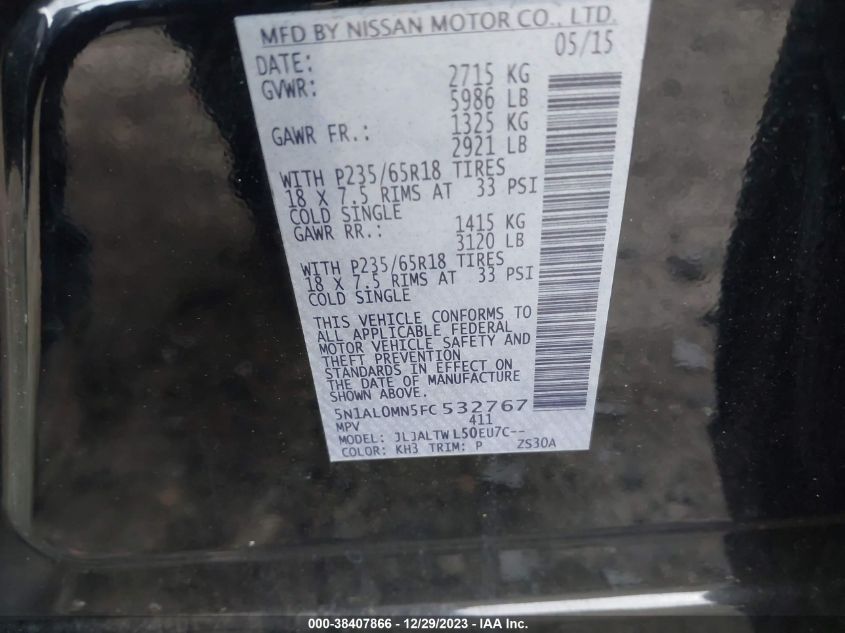 MFD BY NISSAN MOTOR CO., LTD.
DATE: 05/15
GVWR: 2715 KG
5986 LB
GAWR FR.: 1325 KG
2921 LB
WITH P235/65R18 TIRES
18 X 7.5 RIMS AT 33 PSI
COLD SINGLE
GAWR RR.: 1415 KG
3120 LB
WITH P235/65R18 TIRES
18 X 7.5 RIMS AT 33 PSI
COLD SINGLE
THIS VEHICLE CONFORMS TO
ALL APPLICABLE FEDERAL
MOTOR VEHICLE SAFETY AND
THEFT PREVENTION
STANDARDS IN EFFECT ON
THE DATE OF MANUFACTURE
SHOWN ABOVE.
5N1AL0MN5FC532767
MPV 411
MODEL: JLJALTWL50EU7C--
COLOR: KH3 TRIM: P ZS30A
000-38407866 - 12/29/2023 - IAA Inc.